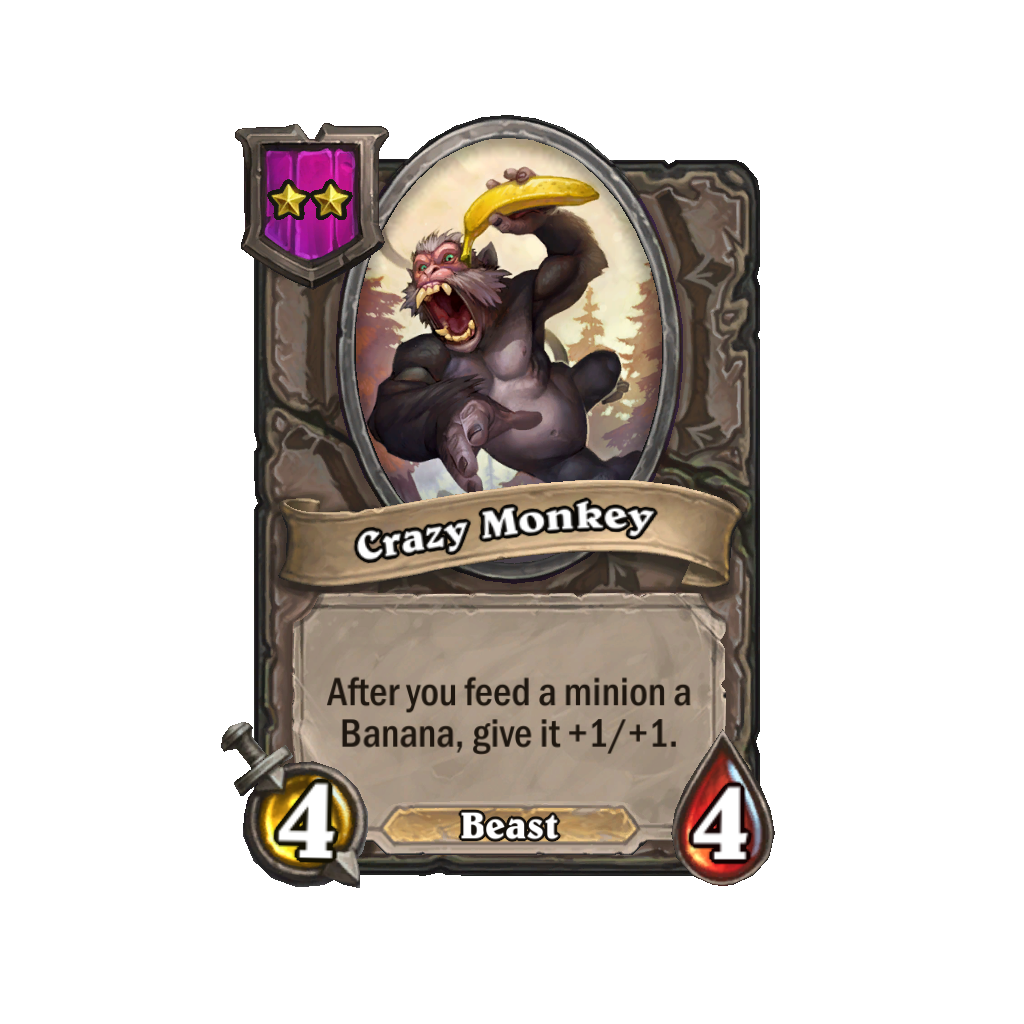 Crazy Monkey
After you feed a minion a
Banana, give it +1/+1.
4
Beast
4